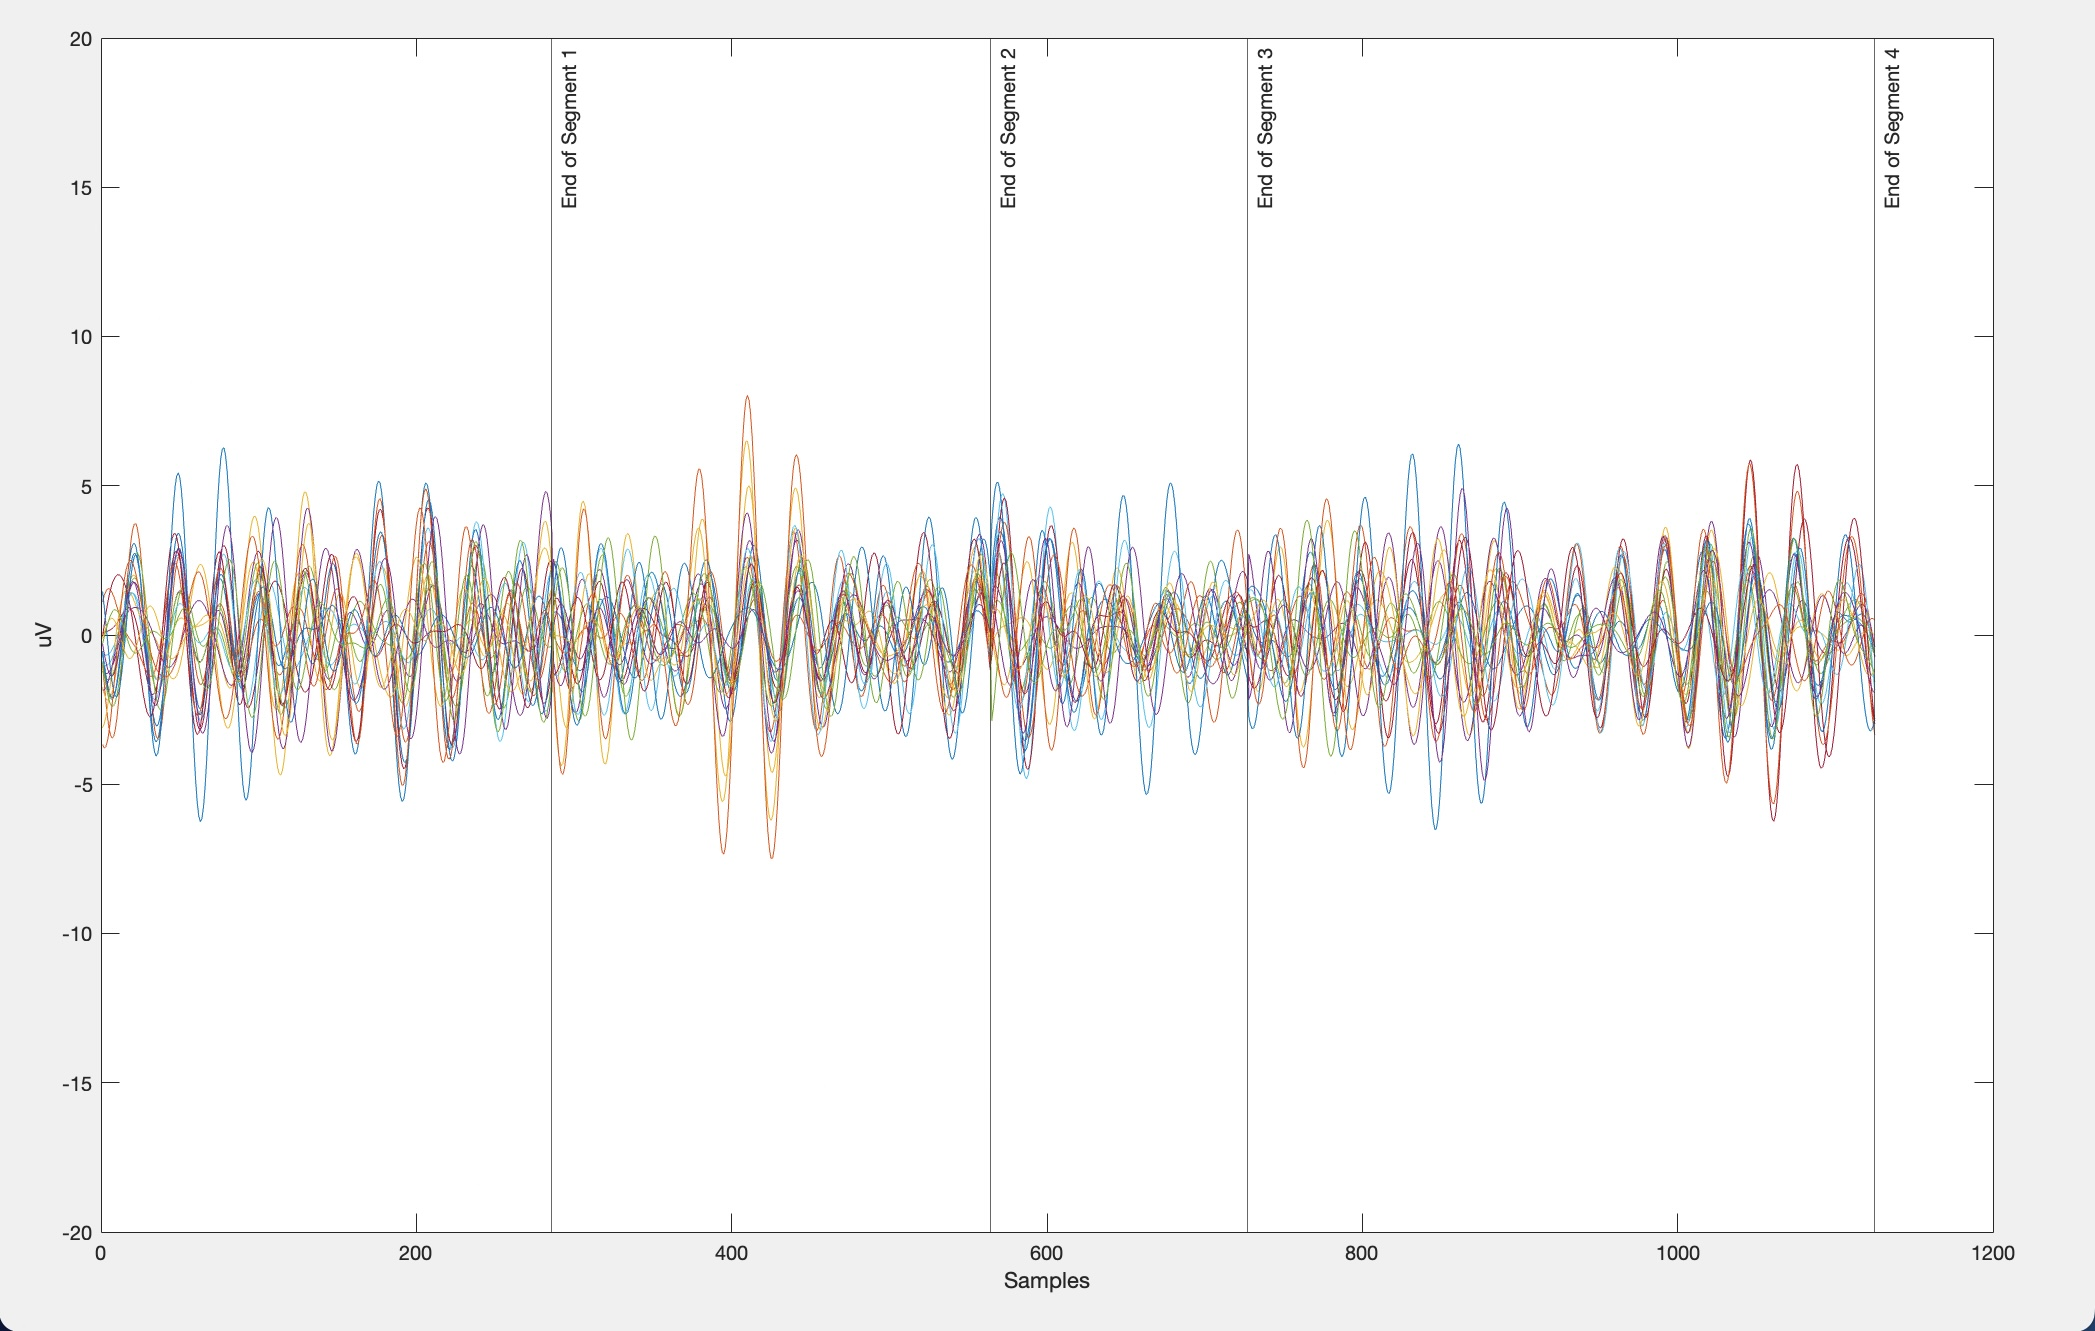 20
15
10
5
0
-5
-10
-15
-20
uV
End of Segment 1
End of Segment 2
End of Segment 3
End of Segment 4
0 200 400 600 800 1000 1200
Samples